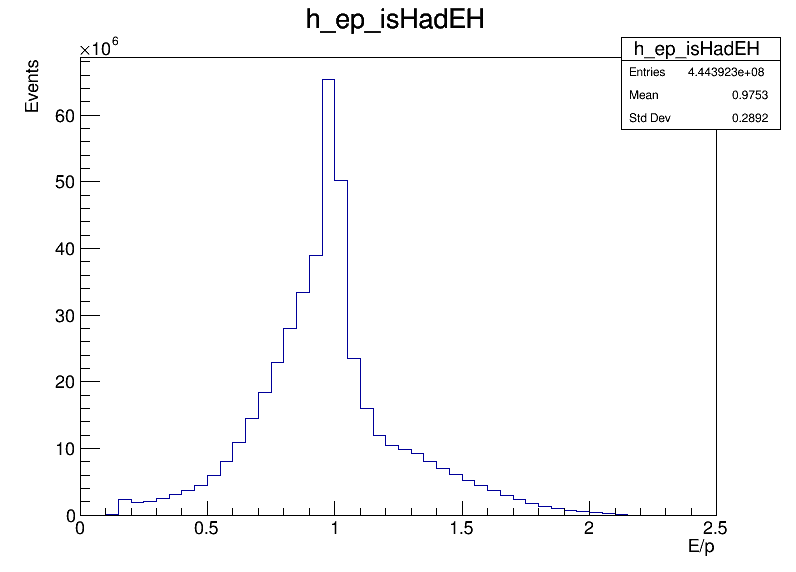 h_ep_isHadEH
×10^6
h_ep_isHadEH
Entries 4.443923e+08
Mean 0.9753
Std Dev 0.2892
Events
60
50
40
30
20
10
0
0 0.5 1 1.5 2 2.5
E/p